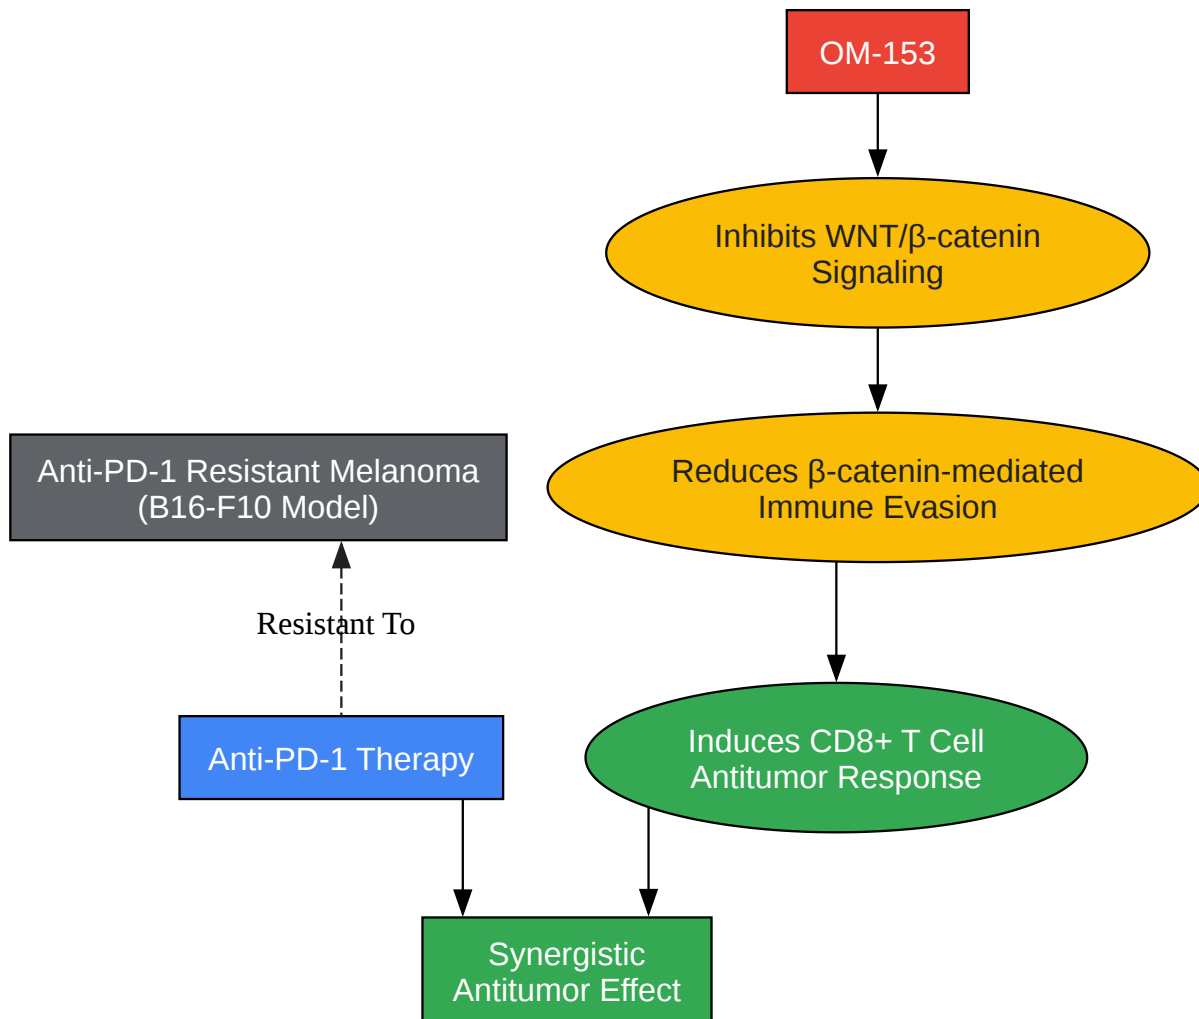 OM-153
Inhibits WNT/β-catenin
Signaling
Reduces β-catenin-mediated
Immune Evasion
Anti-PD-1 Resistant Melanoma
(B16-F10 Model)
Resistant To
Anti-PD-1 Therapy
Induces CD8+ T Cell
Antitumor Response
Synergistic
Antitumor Effect